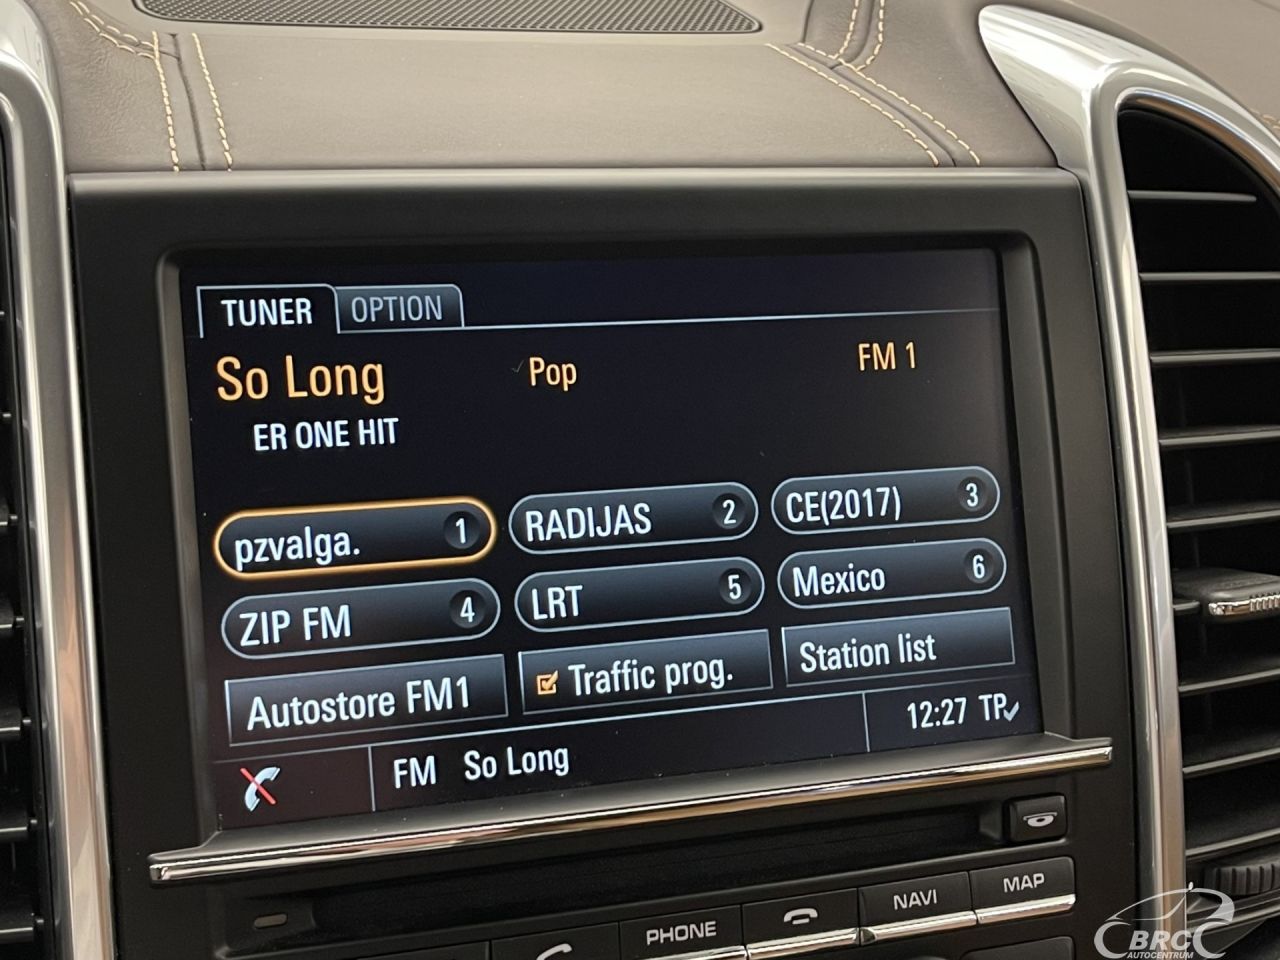 TUNER OPTION
So Long Pop FM 1
ER ONE HIT
pzvalga. 1 RADIJAS 2 CE(2017) 3
ZIP FM 4 LRT 5 Mexico 6
Autostore FM1 Traffic prog. Station list
FM So Long 12:27 TP
PHONE NAVI MAP
BRC
AUTOCENTRUM